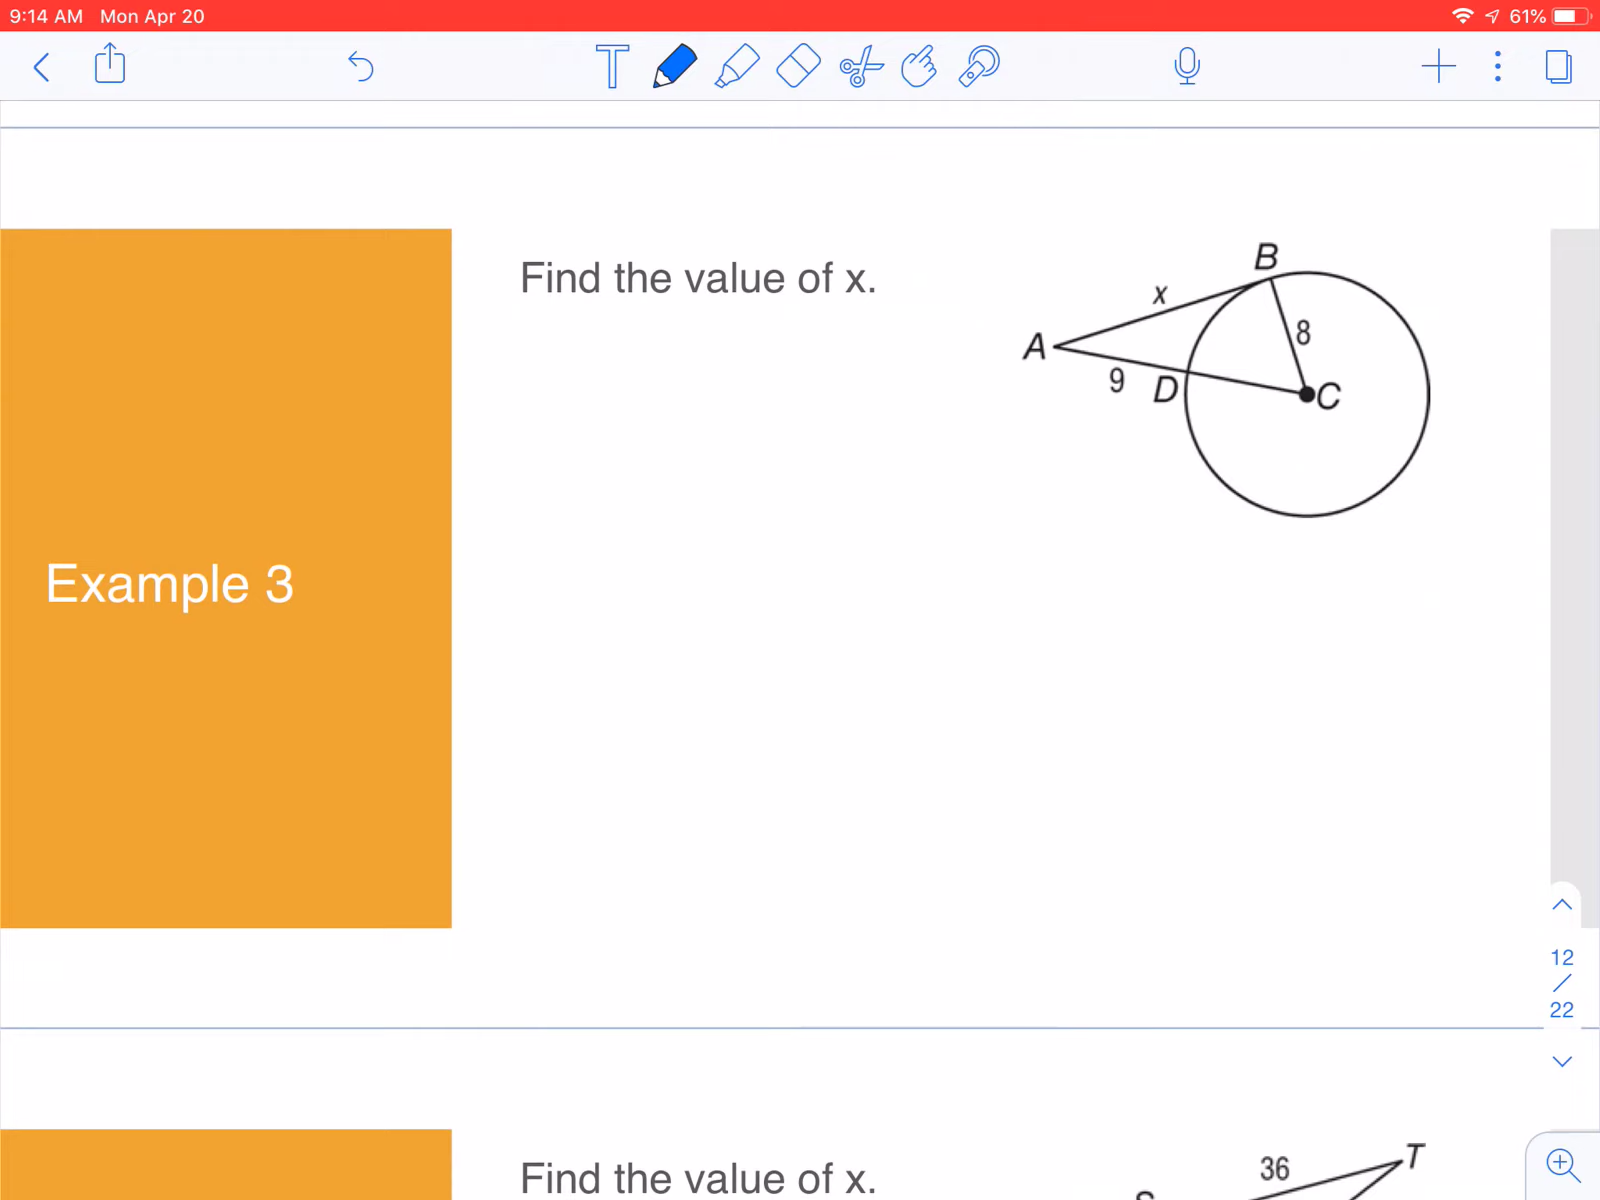 9:14 AM Mon Apr 20
61%
Find the value of x.
B
x
8
A
9
D
C
Example 3
12
/
22
Find the value of x.
36
T
S